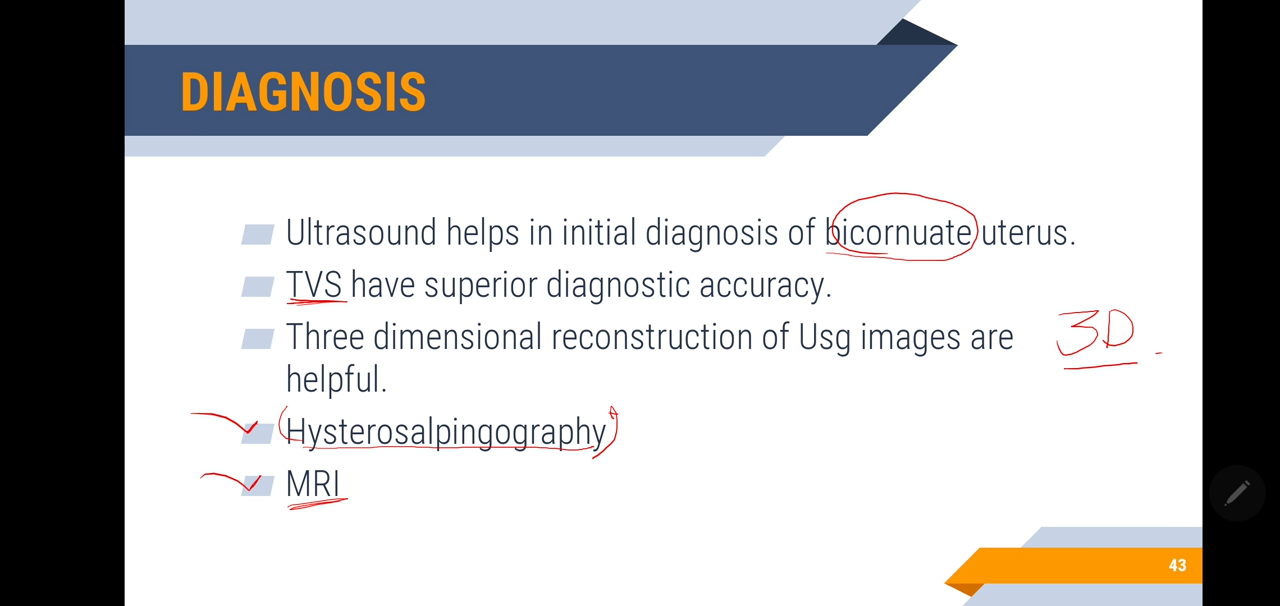 DIAGNOSIS
Ultrasound helps in initial diagnosis of bicornuate uterus.
TVS have superior diagnostic accuracy.
Three dimensional reconstruction of Usg images are
helpful.
3D
Hysterosalpingography
MRI
43